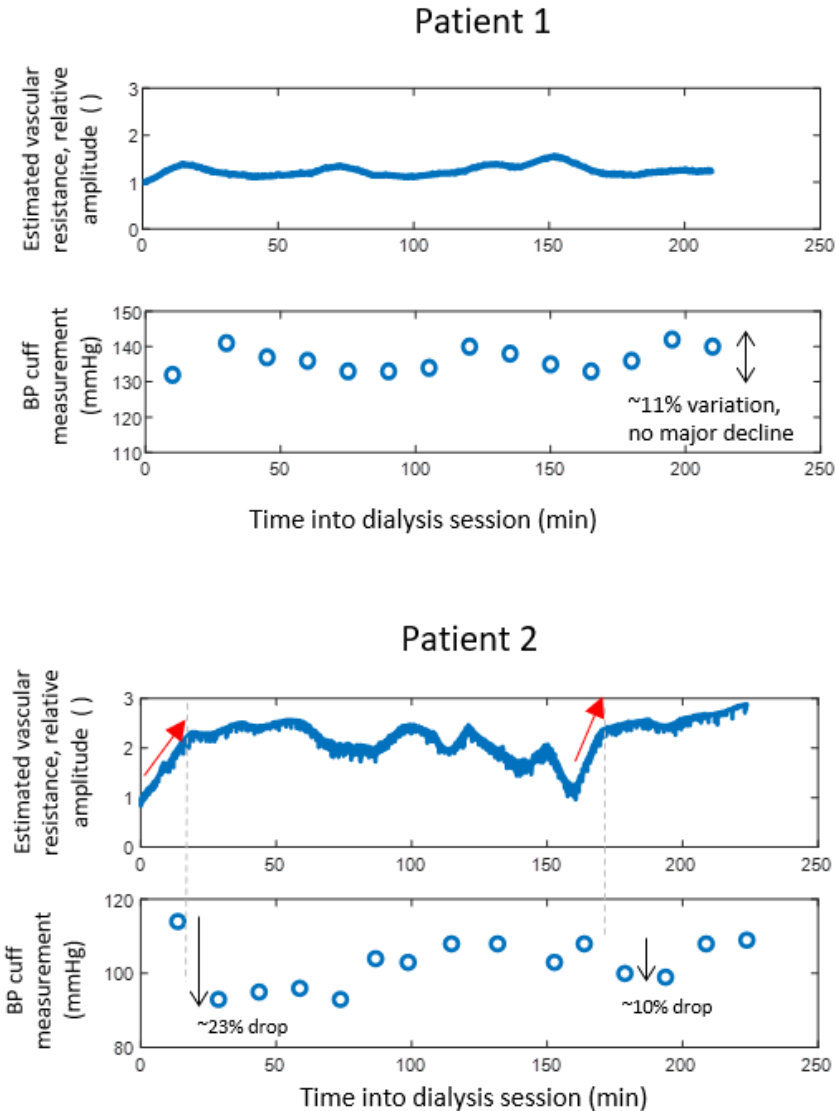 Patient 1
Estimated vascular
resistance, relative
amplitude ( )
3
2
1
0
0
50
100
150
200
250
BP cuff
measurement
(mmHg)
150
140
130
120
110
~11% variation,
no major decline
0
50
100
150
200
250
Time into dialysis session (min)
Patient 2
Estimated vascular
resistance, relative
amplitude ( )
3
2
1
0
0
50
100
150
200
250
BP cuff
measurement
(mmHg)
120
100
80
~23% drop
~10% drop
0
50
100
150
200
250
Time into dialysis session (min)